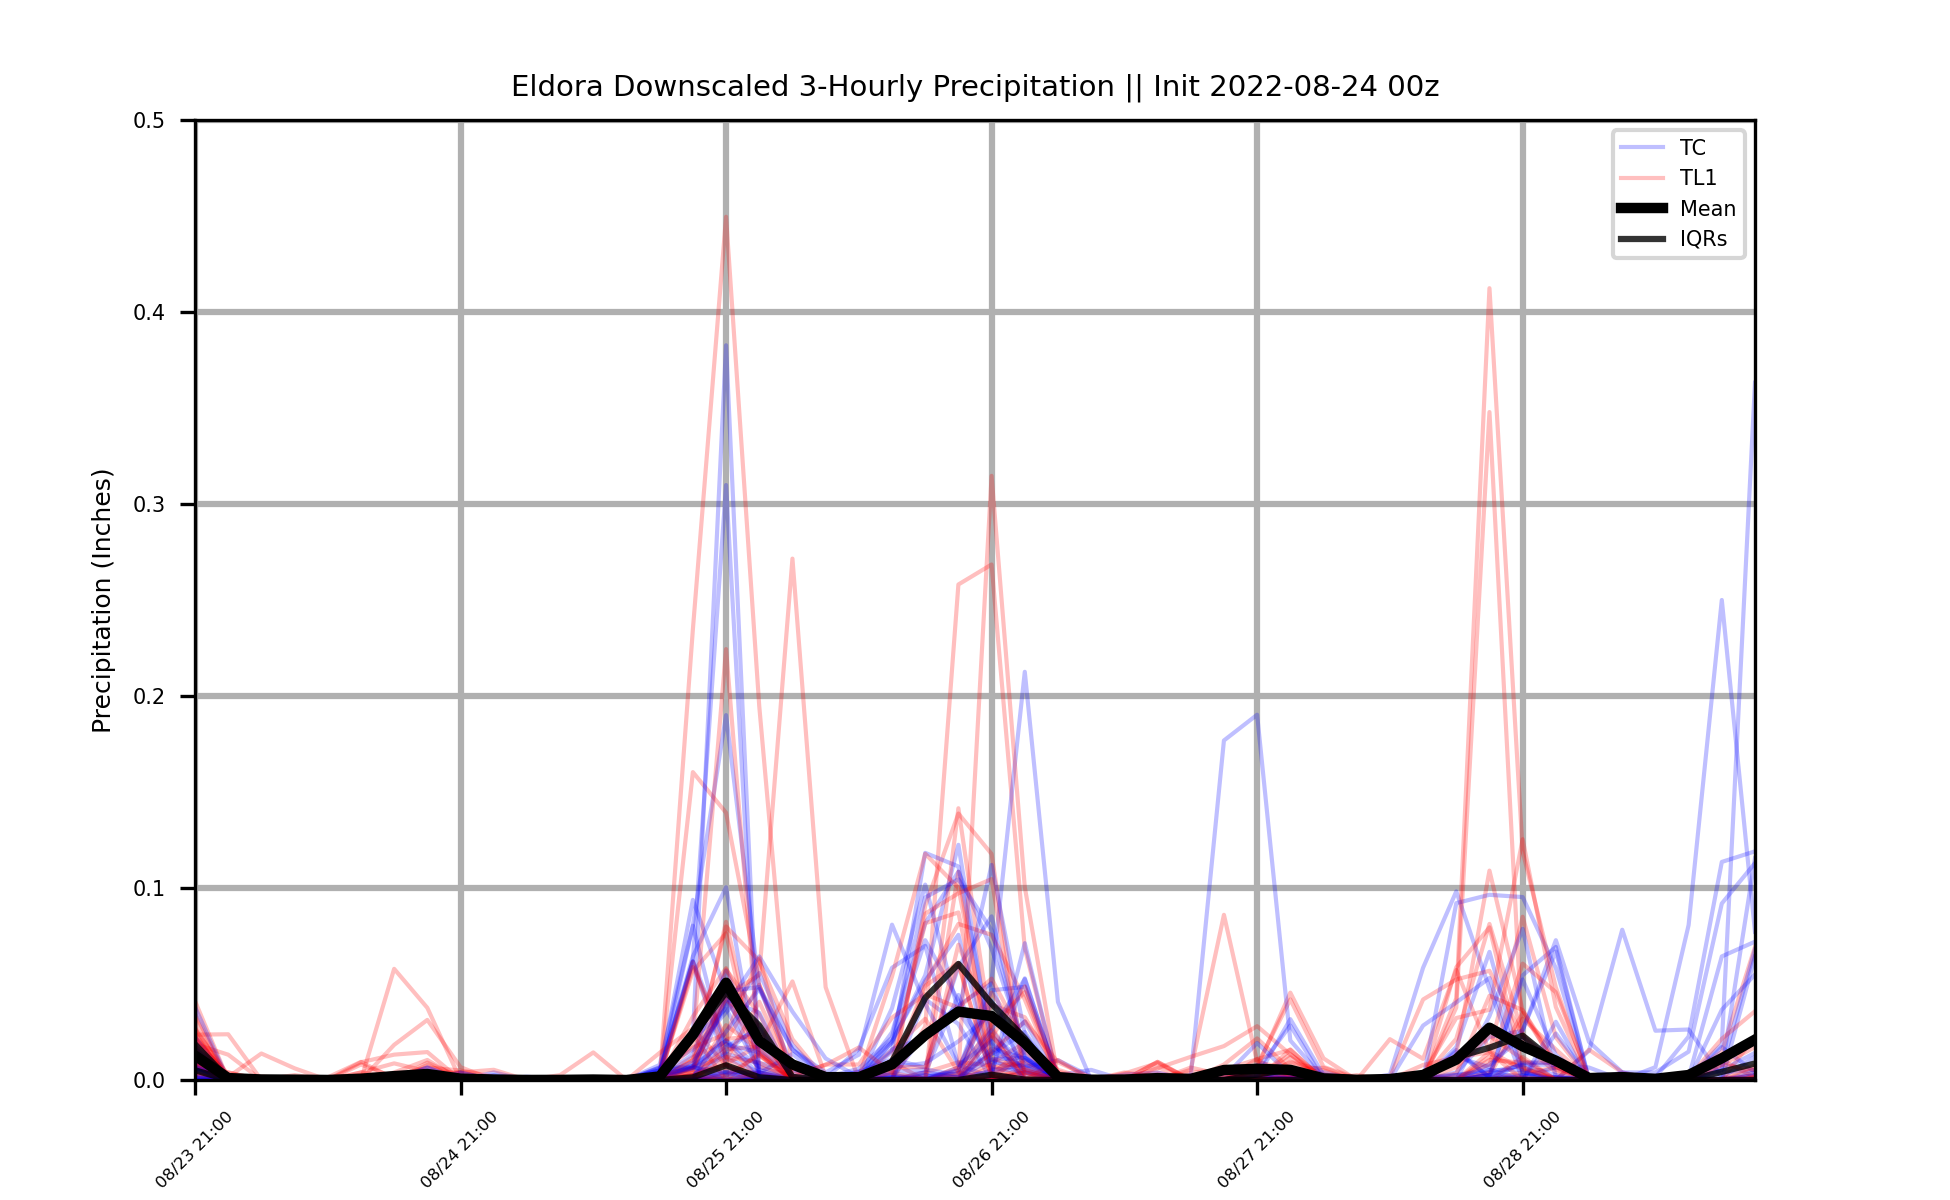 Eldora Downscaled 3-Hourly Precipitation || Init 2022-08-24 00z
Precipitation (Inches)
0.5
0.4
0.3
0.2
0.1
0.0
TC
TL1
Mean
IQRs
08/23 21:00
08/24 21:00
08/25 21:00
08/26 21:00
08/27 21:00
08/28 21:00